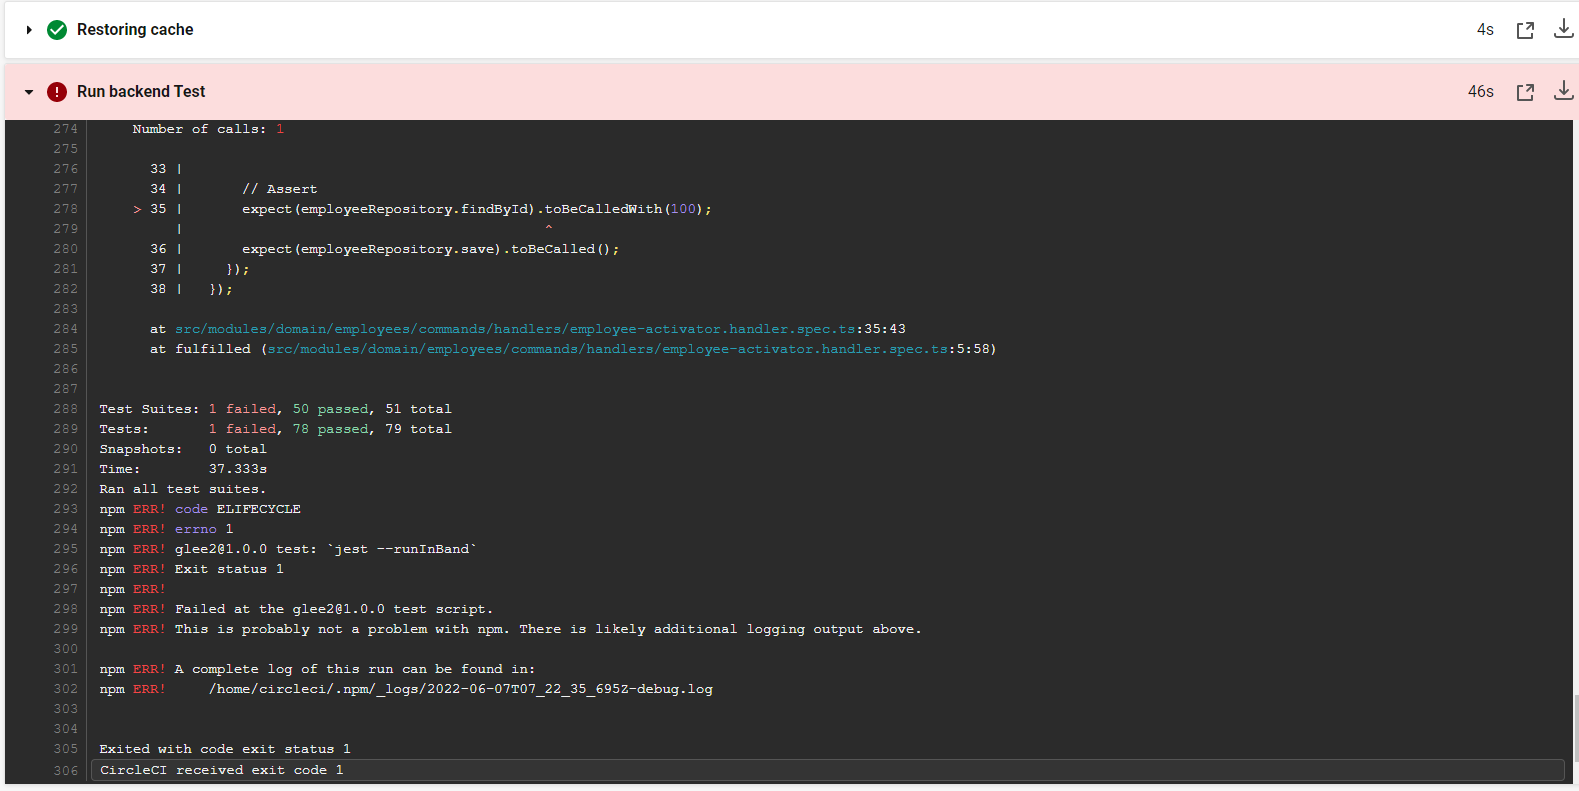 Restoring cache 4s
Run backend Test 46s
274 Number of calls: 1
275
276 33 |
277 34 | // Assert
278 > 35 | expect(employeeRepository.findById).toBeCalledWith(100);
279 | ^
280 36 | expect(employeeRepository.save).toBeCalled();
281 37 | });
282 38 | });
283
284 at src/modules/domain/employees/commands/handlers/employee-activator.handler.spec.ts:35:43
285 at fulfilled (src/modules/domain/employees/commands/handlers/employee-activator.handler.spec.ts:5:58)
286
287
288 Test Suites: 1 failed, 50 passed, 51 total
289 Tests: 1 failed, 78 passed, 79 total
290 Snapshots: 0 total
291 Time: 37.333s
292 Ran all test suites.
293 npm ERR! code ELIFECYCLE
294 npm ERR! errno 1
295 npm ERR! glee2@1.0.0 test: `jest --runInBand`
296 npm ERR! Exit status 1
297 npm ERR!
298 npm ERR! Failed at the glee2@1.0.0 test script.
299 npm ERR! This is probably not a problem with npm. There is likely additional logging output above.
300
301 npm ERR! A complete log of this run can be found in:
302 npm ERR! /home/circleci/.npm/_logs/2022-06-07T07_22_35_695Z-debug.log
303
304
305 Exited with code exit status 1
306 CircleCI received exit code 1